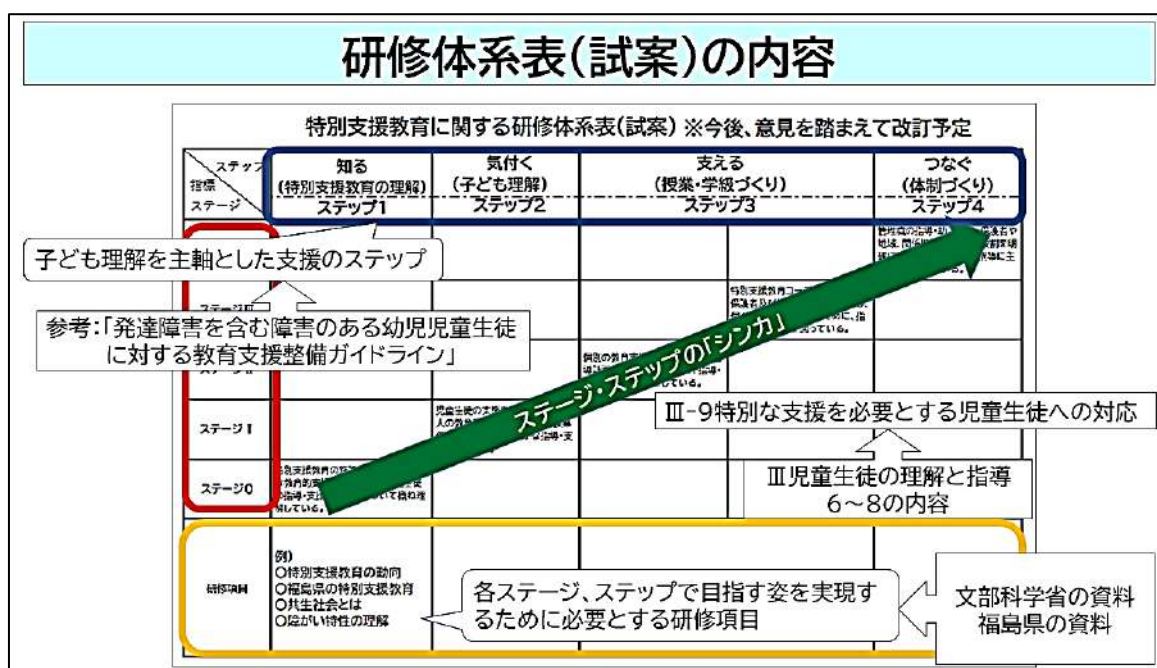 研修体系表(試案)の内容
特別支援教育に関する研修体系表(試案) ※今後、意見を踏まえて改訂予定
ステップ
指標
ステージ
知る
(特別支援教育の理解)
ステップ1
気付く
(子ども理解)
ステップ2
支える
(授業・学級づくり)
ステップ3
つなぐ
(体制づくり)
ステップ4
子ども理解を主軸とした支援のステップ
参考:「発達障害を含む障害のある幼児児童生徒
に対する教育支援整備ガイドライン」
ステージ・ステップの「シンカ」
ステージⅠ
Ⅲ-9特別な支援を必要とする児童生徒への対応
ステージ0
Ⅲ児童生徒の理解と指導
6~8の内容
研修項目
例)
〇特別支援教育の動向
〇福島県の特別支援教育
〇共生社会とは
〇障がい特性の理解
各ステージ、ステップで目指す姿を実現す
るために必要とする研修項目
文部科学省の資料
福島県の資料